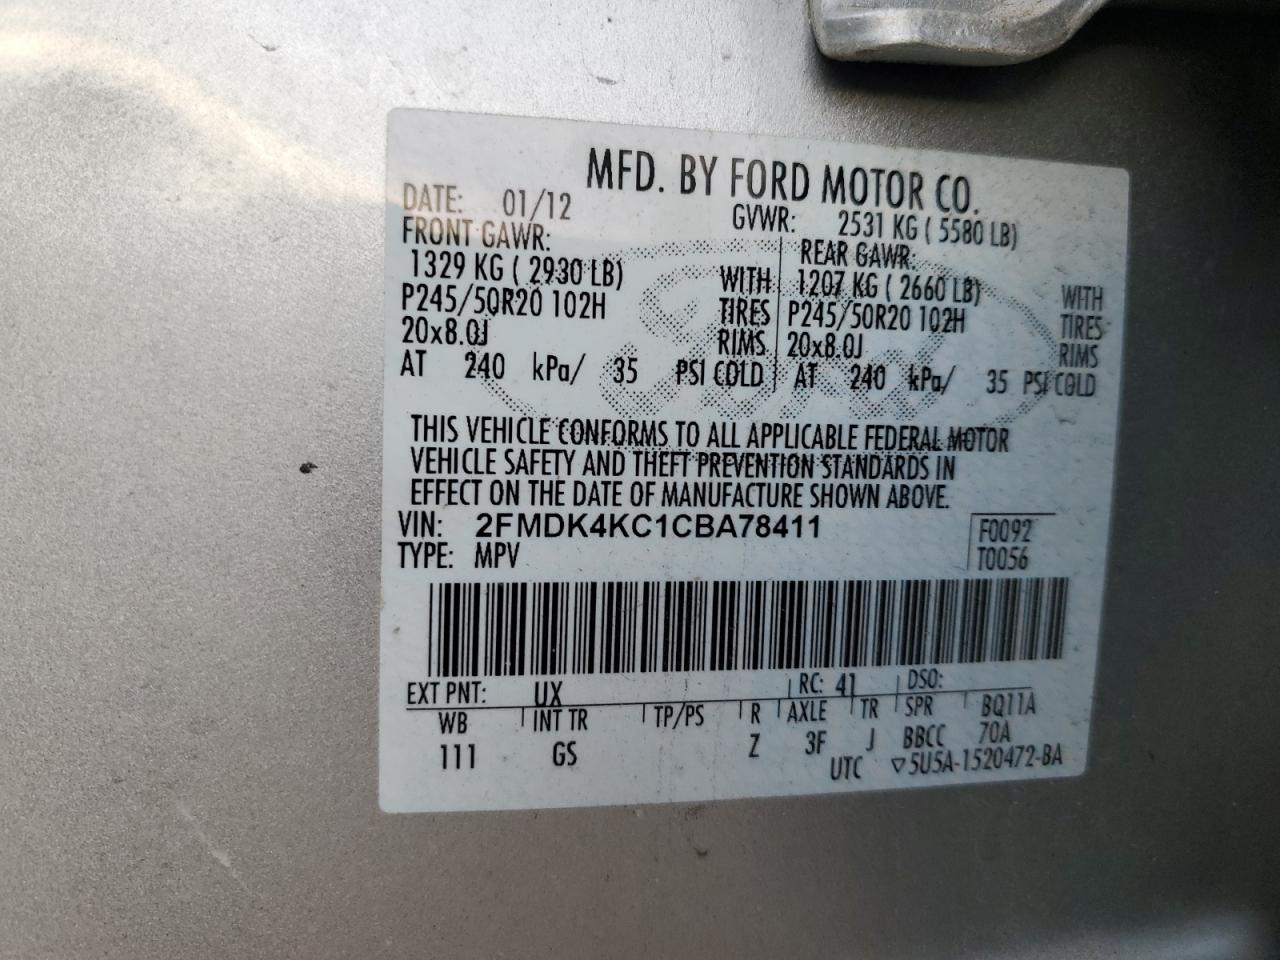 MFD. BY FORD MOTOR CO.
DATE: 01/12 GVWR: 2531 KG ( 5580 LB)
FRONT GAWR: REAR GAWR:
1329 KG ( 2930 LB) WITH 1207 KG ( 2660 LB) WITH
P245/50R20 102H TIRES P245/50R20 102H TIRES
20x8.0J RIMS 20x8.0J RIMS
AT 240 kPa/ 35 PSI COLD AT 240 kPa/ 35 PSI COLD
THIS VEHICLE CONFORMS TO ALL APPLICABLE FEDERAL MOTOR
VEHICLE SAFETY AND THEFT PREVENTION STANDARDS IN
EFFECT ON THE DATE OF MANUFACTURE SHOWN ABOVE.
VIN: 2FMDK4KC1CBA78411 F0092
TYPE: MPV T0056
EXT PNT: UX RC: 41 DSO:
WB INT TR TP/PS R AXLE TR SPR BQ11A
111 GS Z 3F J BBCC 70A
UTC ▽5U5A-1520472-BA